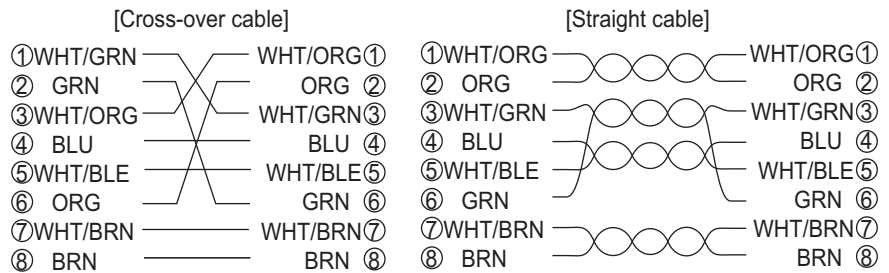 [Cross-over cable] [Straight cable]
①WHT/GRN WHT/ORG① ①WHT/ORG WHT/ORG①
② GRN ORG ② ② ORG ORG ②
③WHT/ORG WHT/GRN③ ③WHT/GRN WHT/GRN③
④ BLU BLU ④ ④ BLU BLU ④
⑤WHT/BLE WHT/BLE⑤ ⑤WHT/BLE WHT/BLE⑤
⑥ ORG GRN ⑥ ⑥ GRN GRN ⑥
⑦WHT/BRN WHT/BRN⑦ ⑦WHT/BRN WHT/BRN⑦
⑧ BRN BRN ⑧ ⑧ BRN BRN ⑧